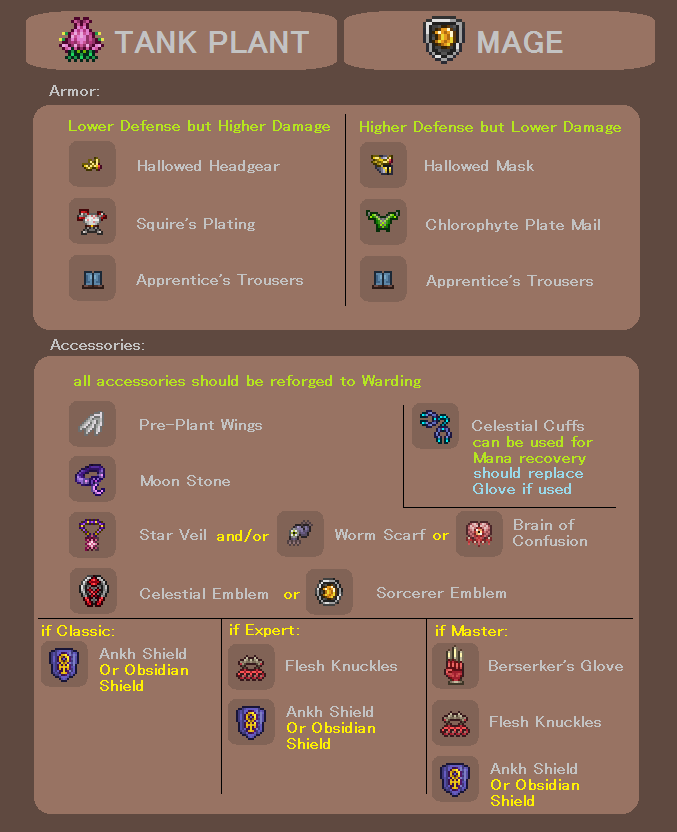 TANK PLANT
MAGE
Armor:
Lower Defense but Higher Damage
Hallowed Headgear
Squire's Plating
Apprentice's Trousers
Higher Defense but Lower Damage
Hallowed Mask
Chlorophyte Plate Mail
Apprentice's Trousers
Accessories:
all accessories should be reforged to Warding
Pre-Plant Wings
Moon Stone
Celestial Cuffs
can be used for
Mana recovery
should replace
Glove if used
Star Veil and/or Worm Scarf or Brain of
Confusion
Celestial Emblem or Sorcerer Emblem
if Classic:
Ankh Shield
Or Obsidian
Shield
if Expert:
Flesh Knuckles
Ankh Shield
Or Obsidian
Shield
if Master:
Berserker's Glove
Flesh Knuckles
Ankh Shield
Or Obsidian
Shield